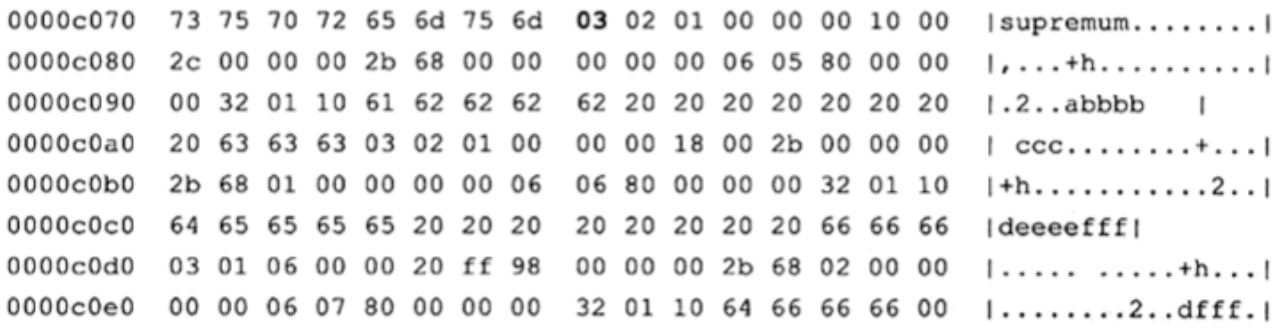 0000c070 73 75 70 72 65 6d 75 6d 03 02 01 00 00 00 10 00 |supremum........|
0000c080 2c 00 00 00 2b 68 00 00 00 00 00 06 05 80 00 00 |,...+h..........|
0000c090 00 32 01 10 61 62 62 62 62 20 20 20 20 20 20 20 |.2..abbbb |
0000c0a0 20 63 63 63 03 02 01 00 00 00 18 00 2b 00 00 00 | ccc........+...|
0000c0b0 2b 68 01 00 00 00 00 06 06 80 00 00 00 32 01 10 |+h...........2..|
0000c0c0 64 65 65 65 65 20 20 20 20 20 20 20 20 66 66 66 |deeeefff|
0000c0d0 03 01 06 00 00 20 ff 98 00 00 00 2b 68 02 00 00 |..... .....+h...|
0000c0e0 00 00 06 07 80 00 00 00 32 01 10 64 66 66 66 00 |........2..dfff.|